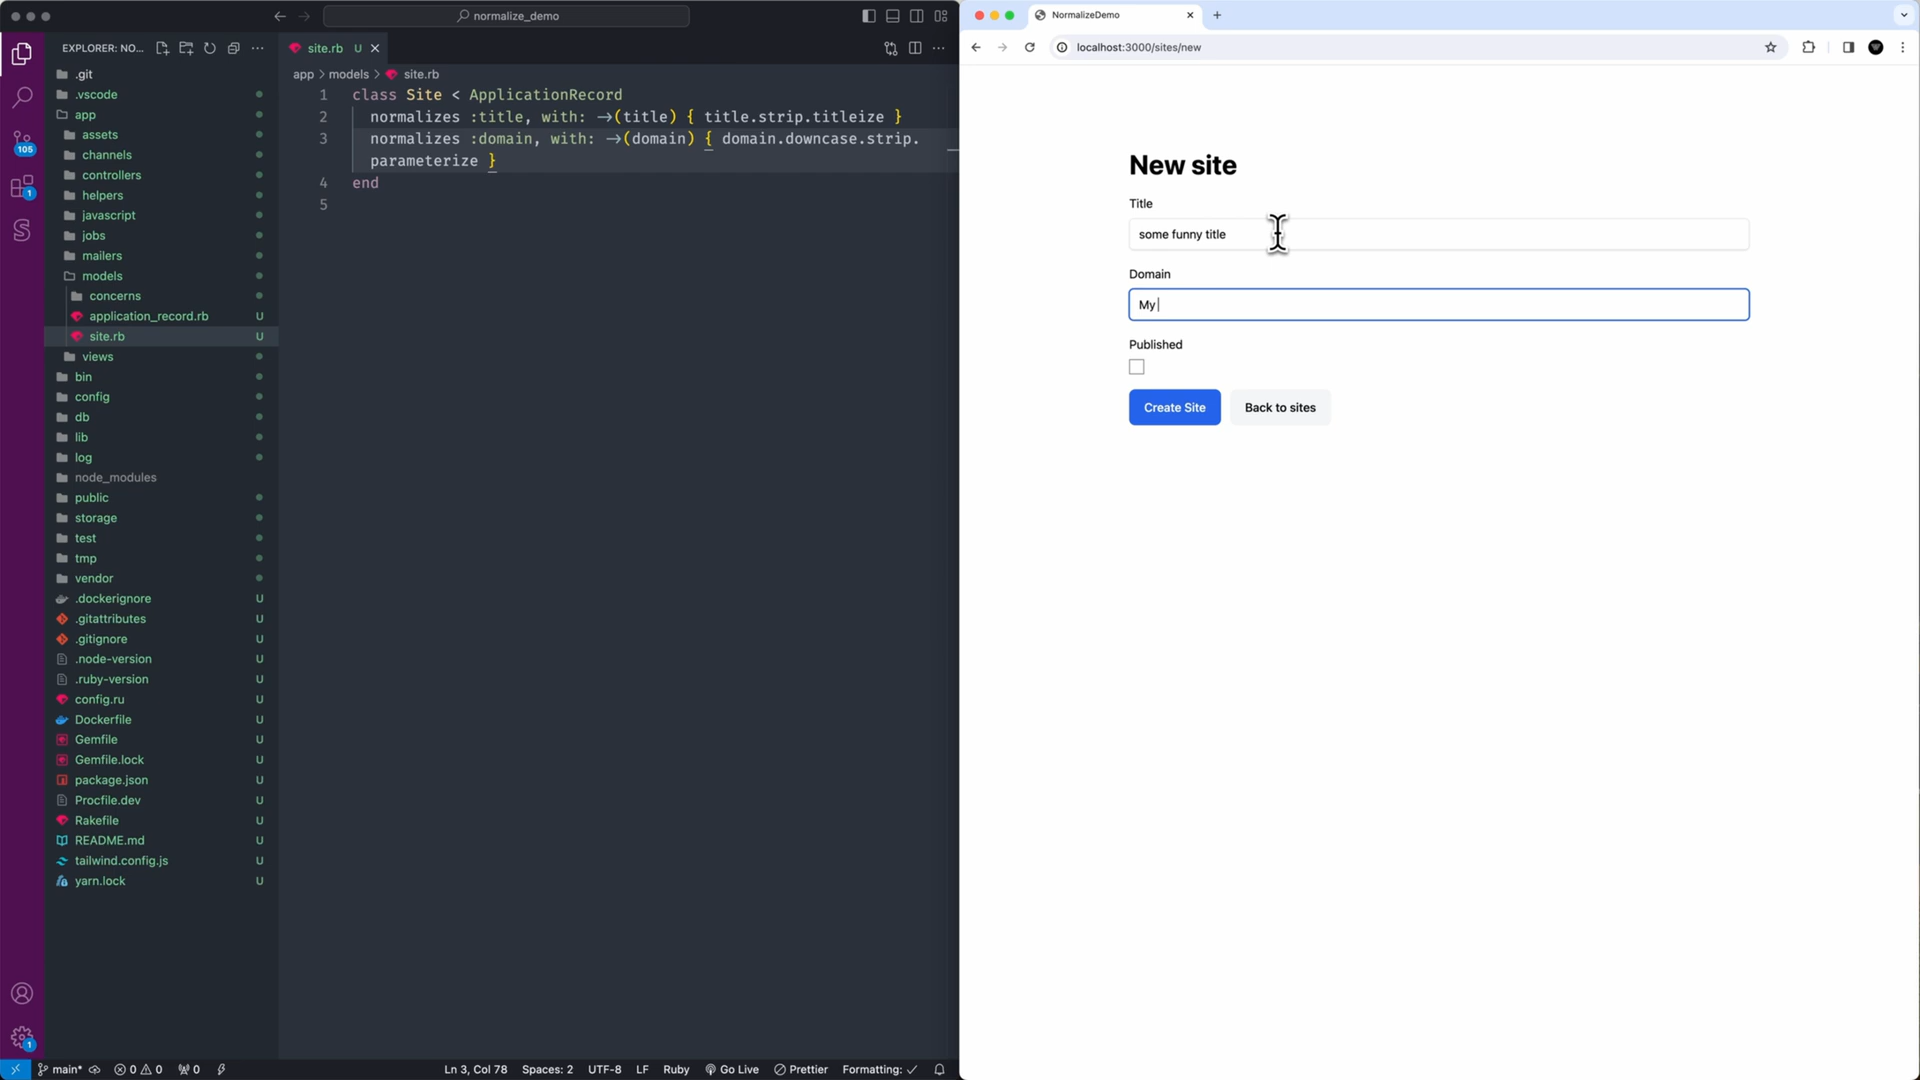 normalize_demo
EXPLORER: NO...
site.rb U
app > models > site.rb
.git
.vscode
app
assets
channels
controllers
helpers
javascript
jobs
mailers
models
concerns
application_record.rb U
site.rb U
views
bin
config
db
lib
log
node_modules
public
storage
test
tmp
vendor
.dockerignore U
.gitattributes U
.gitignore U
.node-version U
.ruby-version U
config.ru U
Dockerfile U
Gemfile U
Gemfile.lock U
package.json U
Procfile.dev U
Rakefile U
README.md U
tailwind.config.js U
yarn.lock U
105
1
1
1 class Site < ApplicationRecord
2 normalizes :title, with: ->(title) { title.strip.titleize }
3 normalizes :domain, with: ->(domain) { domain.downcase.strip.
parameterize }
4 end
5
main* 0 0 0 Ln 3, Col 78 Spaces: 2 UTF-8 LF Ruby Go Live Prettier Formatting:
NormalizeDemo
localhost:3000/sites/new
New site
Title
some funny title
Domain
My
Published
Create Site Back to sites